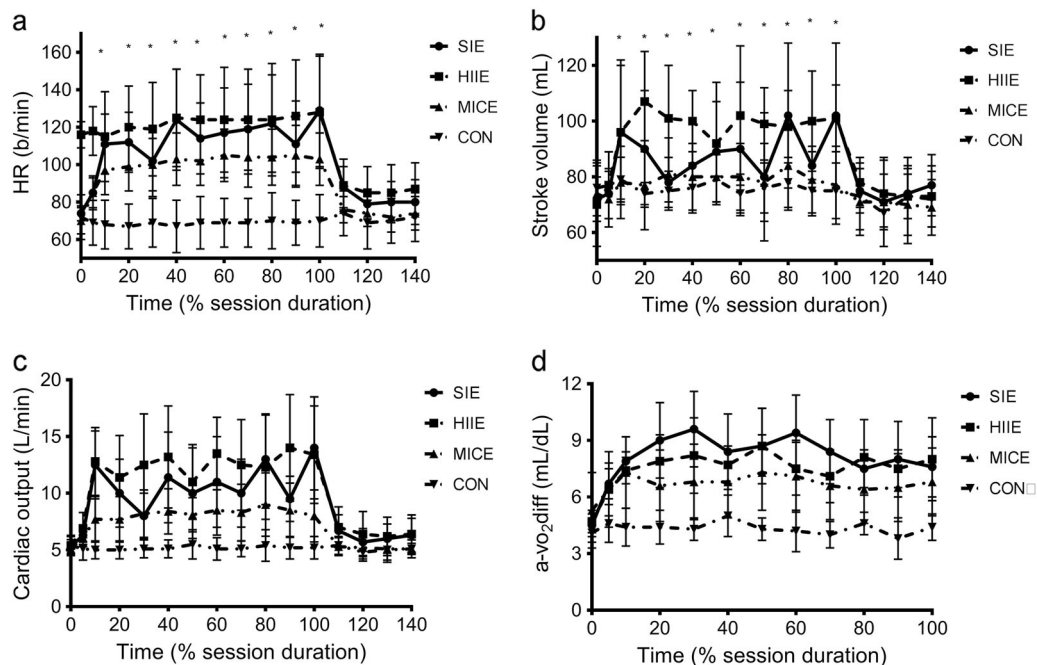 a
HR (b/min)
160
140
120
100
80
60
* * * * * * * * * *
SIE
HIIE
MICE
CON
0 20 40 60 80 100 120 140
Time (% session duration)
b
Stroke volume (mL)
120
100
80
60
* * * * * * * * * *
SIE
HIIE
MICE
CON
0 20 40 60 80 100 120 140
Time (% session duration)
c
Cardiac output (L/min)
20
15
10
5
0
SIE
HIIE
MICE
CON
0 20 40 60 80 100 120 140
Time (% session duration)
d
a-vo₂diff (mL/dL)
12
9
6
3
0
SIE
HIIE
MICE
CON□
0 20 40 60 80 100
Time (% session duration)